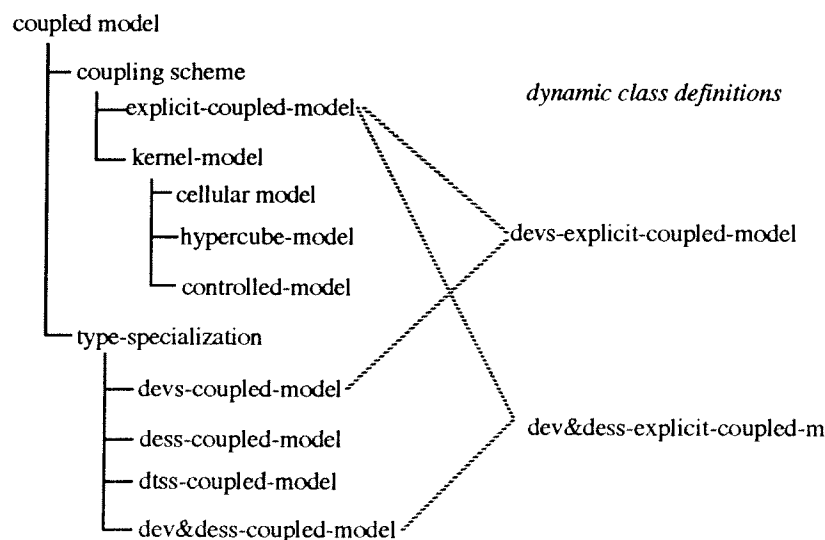 coupled model
coupling scheme
dynamic class definitions
explicit-coupled-model
kernel-model
cellular model
hypercube-model
devs-explicit-coupled-model
controlled-model
type-specialization
devs-coupled-model
dev&dess-explicit-coupled-m
dess-coupled-model
dtss-coupled-model
dev&dess-coupled-model